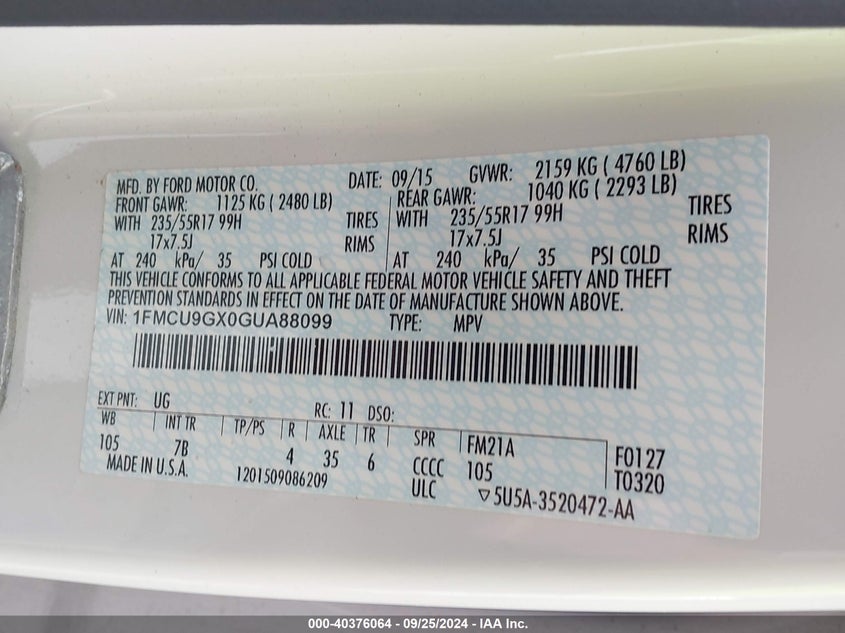 MFD. BY FORD MOTOR CO. DATE: 09/15 GVWR: 2159 KG ( 4760 LB)
FRONT GAWR: 1125 KG ( 2480 LB) REAR GAWR: 1040 KG ( 2293 LB)
WITH 235/55R17 99H TIRES WITH 235/55R17 99H TIRES
17x7.5J RIMS 17x7.5J RIMS
AT 240 kPa/ 35 PSI COLD AT 240 kPa/ 35 PSI COLD
THIS VEHICLE CONFORMS TO ALL APPLICABLE FEDERAL MOTOR VEHICLE SAFETY AND THEFT
PREVENTION STANDARDS IN EFFECT ON THE DATE OF MANUFACTURE SHOWN ABOVE.
VIN: 1FMCU9GX0GUA88099 TYPE: MPV
EXT PNT: UG RC: 11 DSO:
WB INT TR TP/PS R AXLE TR SPR FM21A F0127
105 7B 4 35 6 CCCC 105 T0320
MADE IN U.S.A. 1201509086209 ULC ▽5U5A-3520472-AA
000-40376064 - 09/25/2024 - IAA Inc.